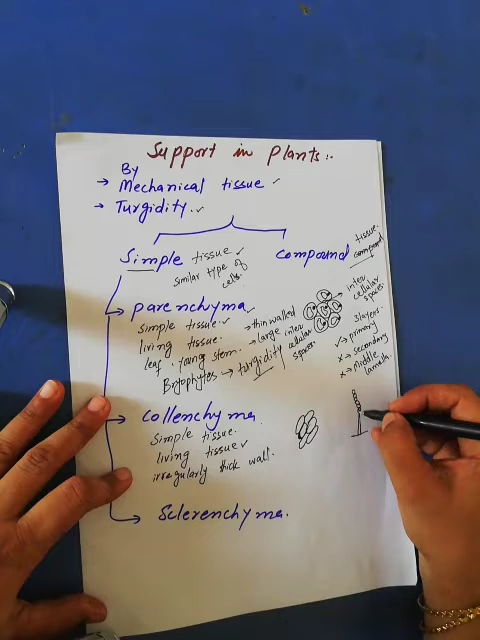 Support in Plants:.
By
→ Mechanical tissue ✓
→ Turgidity. ✓
Simple tissue ✓
similar type of
cells.
compound tissue.
compound
→ parenchyma ✓
simple tissue ✓
living tissue.
leaf. young stem.
Bryophytes → turgidity
→ thin walled
→ large inter
cellular
spaces
→ inter
cellular
spaces
3 layers
✓ → primary
x → secondary
x → middle
lamella.
→ Collenchyma
simple tissue.
living tissue ✓
irregularly thick wall.
→ Sclerenchyma.